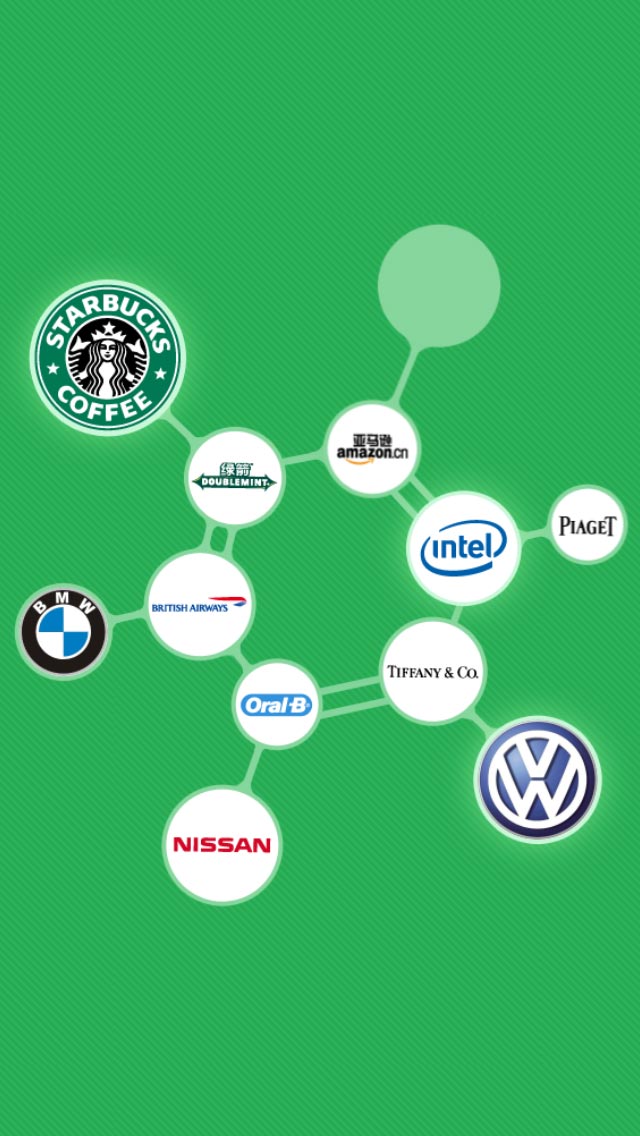 STARBUCKS
COFFEE
亚马逊
amazon.cn
绿箭
DOUBLEMINT
intel
PIAGET
BRITISH AIRWAYS
BMW
TIFFANY & CO.
Oral-B
NISSAN